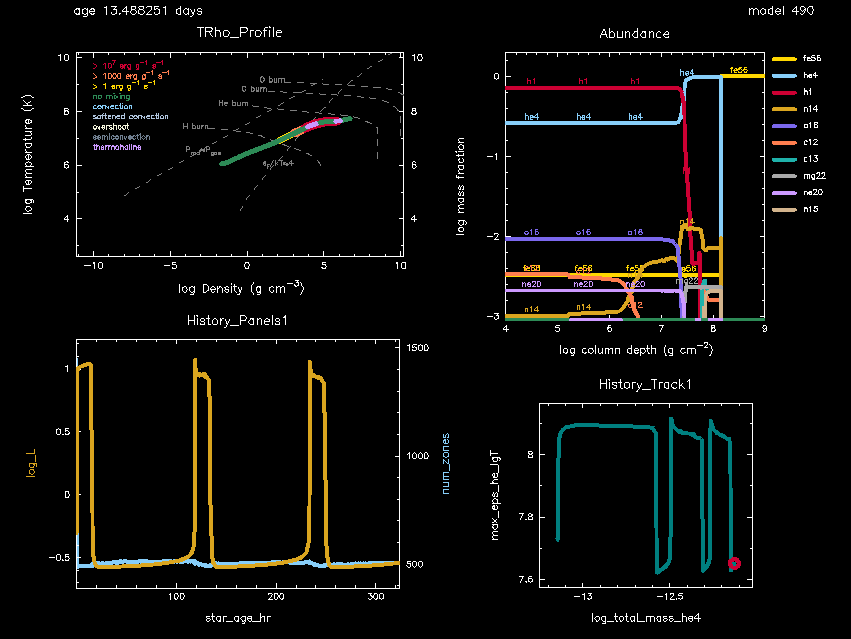 age 13.488251 days
model 490
TRho_Profile
> 10⁷ erg g⁻¹ s⁻¹
> 1000 erg g⁻¹ s⁻¹
> 1 erg g⁻¹ s⁻¹
no mixing
convection
softened convection
overshoot
semiconvection
thermohaline
O burn
C burn
He burn
H burn
log Temperature (K)
10
8
6
4
10
8
6
4
−10
−5
0
5
10
log Density (g cm⁻³)
Abundance
log mass fraction
0
−1
−2
−3
h1
h1
h1
he4
he4
he4
he4
fe56
o16
o16
o16
n14
fe56
fe56
fe56
ne20
ne20
ne20
mg22
n14
n14
c12
4
5
6
7
8
9
log column depth (g cm⁻²)
fe56
he4
h1
n14
o16
c12
c13
mg22
ne20
n15
History_Panels1
log_L
1
0.5
0
−0.5
1500
1000
500
num_zones
100
200
300
star_age_hr
History_Track1
max_eps_he_lgT
8
7.8
7.6
−13
−12.5
log_total_mass_he4